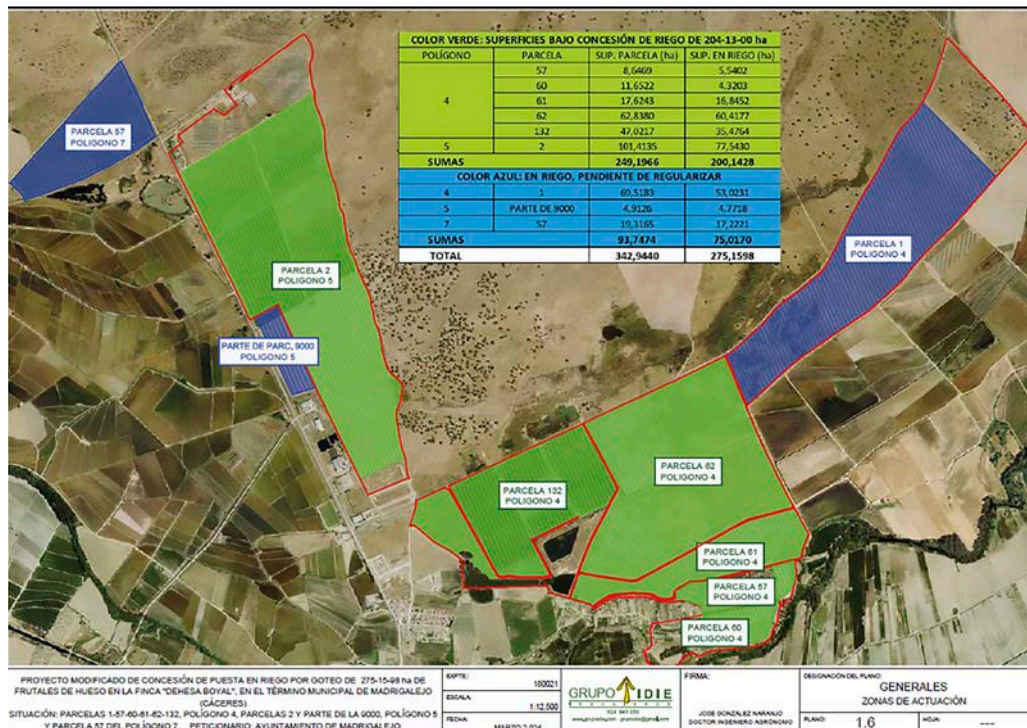 COLOR VERDE: SUPERFICIES BAJO CONCESIÓN DE RIEGO DE 204-13-00 ha
POLÍGONO PARCELA SUP. PARCELA (ha) SUP. EN RIEGO (ha)
4
57 8,6469 5,5402
60 11,6522 4,3203
61 17,6243 16,8452
62 62,8380 60,4177
132 47,0217 35,4764
5 2 101,4135 77,5430
SUMAS 249,1966 200,1428
COLOR AZUL: EN RIEGO, PENDIENTE DE REGULARIZAR
4 1 69,5183 53,0231
5 PARTE DE 9000 4,9126 4,7718
7 57 19,3165 17,2221
SUMAS 93,7474 75,0170
TOTAL 342,9440 275,1598
PARCELA 57
POLIGONO 7
PARCELA 2
POLIGONO 5
PARTE DE PARC. 9000
POLIGONO 5
PARCELA 1
POLIGONO 4
PARCELA 132
POLIGONO 4
PARCELA 62
POLIGONO 4
PARCELA 61
POLIGONO 4
PARCELA 57
POLIGONO 4
PARCELA 60
POLIGONO 4
PROYECTO MODIFICADO DE CONCESIÓN DE PUESTA EN RIEGO POR GOTEO DE 275-15-98 ha DE
FRUTALES DE HUESO EN LA FINCA "DEHESA BOYAL", EN EL TÉRMINO MUNICIPAL DE MADRIGALEJO
(CÁCERES)
SITUACIÓN: PARCELAS 1-57-60-61-62-132, POLÍGONO 4, PARCELAS 2 Y PARTE DE LA 9000, POLÍGONO 5
Y PARCELA 57 DEL POLÍGONO 7. PETICIONARIO: AYUNTAMIENTO DE MADRIGALEJO
EXPTE.:
180021
ESCALA:
1:12.500
FECHA:
GRUPO IDIE
FIRMA:
JOSE GONZALEZ NARANJO
DOCTOR INGENIERO AGRÓNOMO
DESIGNACIÓN DEL PLANO:
GENERALES
ZONAS DE ACTUACIÓN
PLANO: 1.6 HOJA: ---